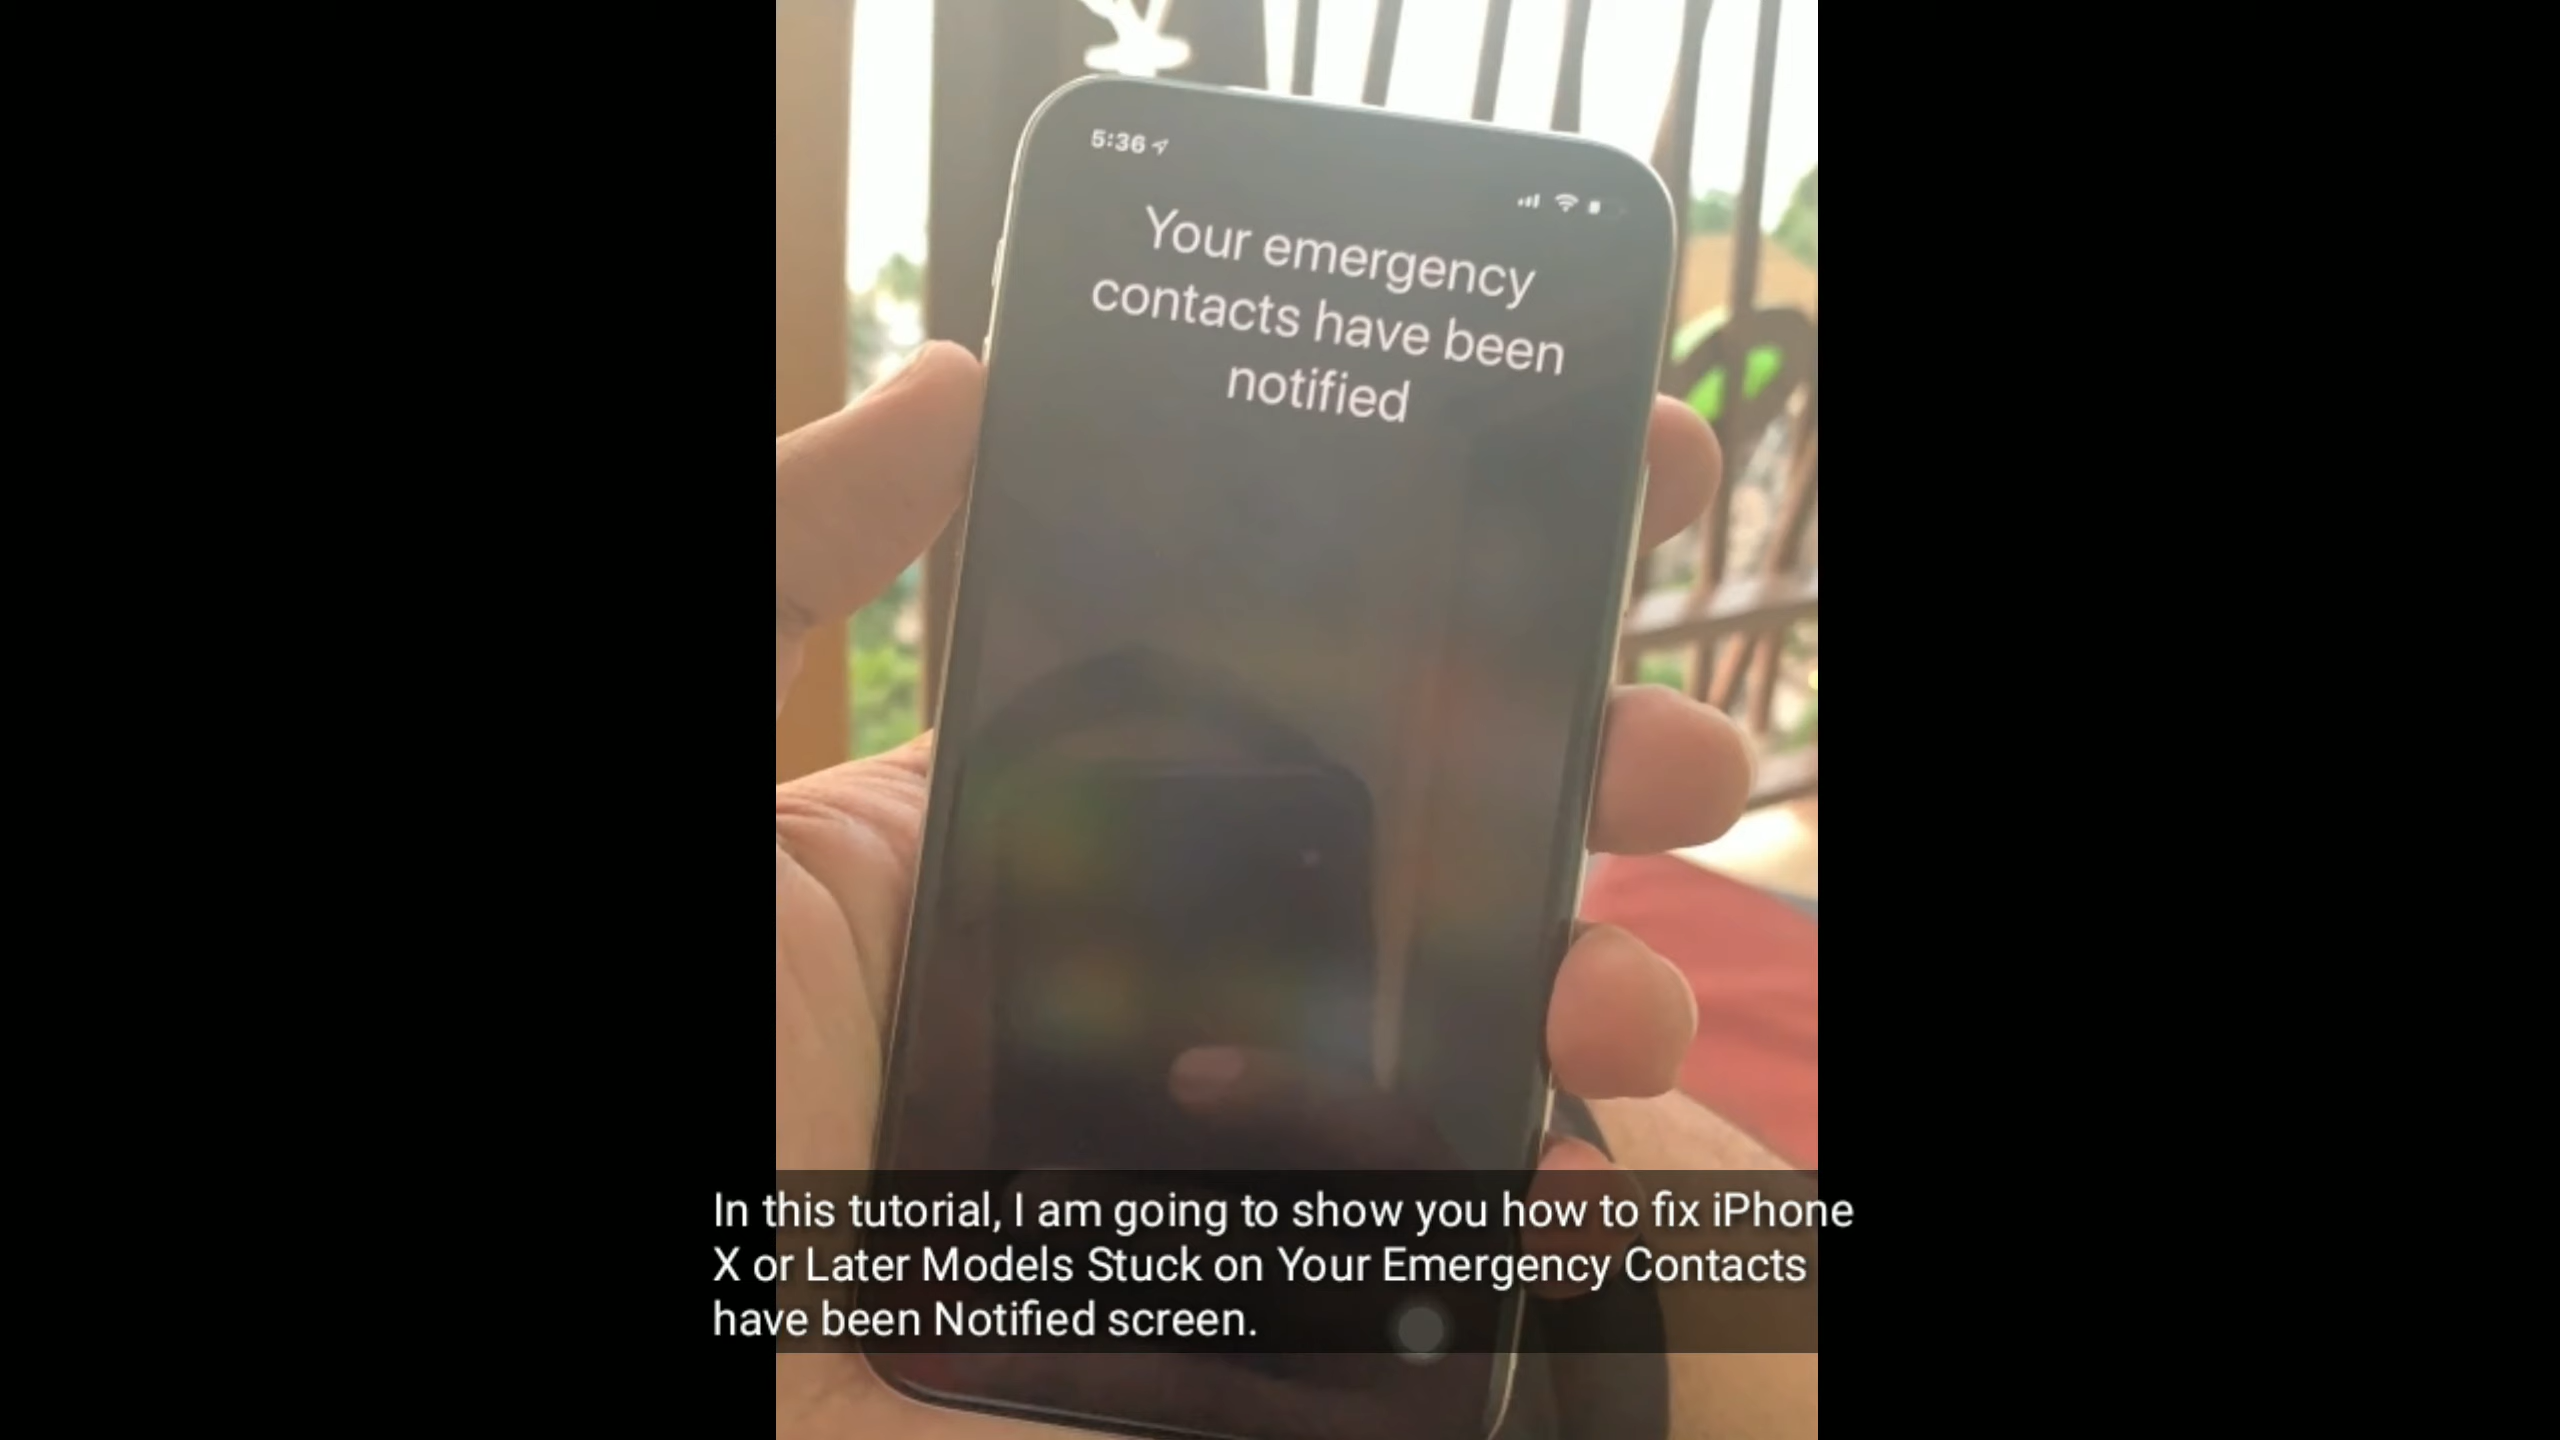 5:36
Your emergency
contacts have been
notified
In this tutorial, I am going to show you how to fix iPhone
X or Later Models Stuck on Your Emergency Contacts
have been Notified screen.